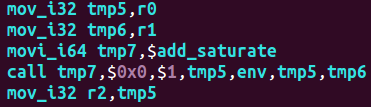 mov_i32 tmp5,r0
mov_i32 tmp6,r1
movi_i64 tmp7,$add_saturate
call tmp7,$0x0,$1,tmp5,env,tmp5,tmp6
mov_i32 r2,tmp5